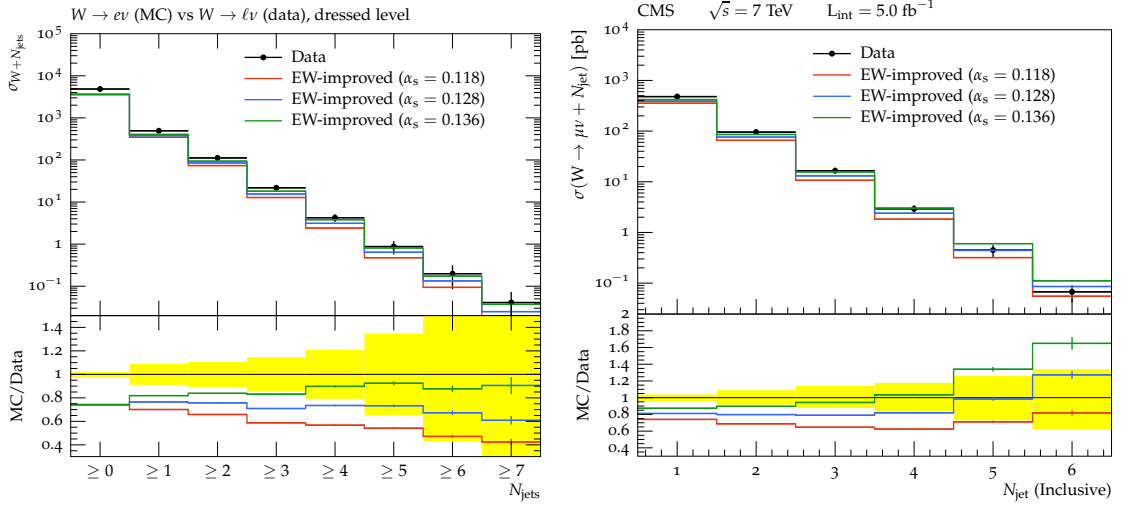 W → eν (MC) vs W → ℓν (data), dressed level
σ_{W+N_jets}
Data
EW-improved (α_s = 0.118)
EW-improved (α_s = 0.128)
EW-improved (α_s = 0.136)
10^5
10^4
10^3
10^2
10^1
1
10^−1
MC/Data
1.4
1.2
1
0.8
0.6
0.4
≥ 0 ≥ 1 ≥ 2 ≥ 3 ≥ 4 ≥ 5 ≥ 6 ≥ 7
N_jets
CMS √s = 7 TeV L_int = 5.0 fb^−1
σ(W → μν + N_jet) [pb]
Data
EW-improved (α_s = 0.118)
EW-improved (α_s = 0.128)
EW-improved (α_s = 0.136)
10^4
10^3
10^2
10^1
1
10^−1
MC/Data
2
1.8
1.6
1.4
1.2
1
0.8
0.6
0.4
1 2 3 4 5 6
N_jet (Inclusive)